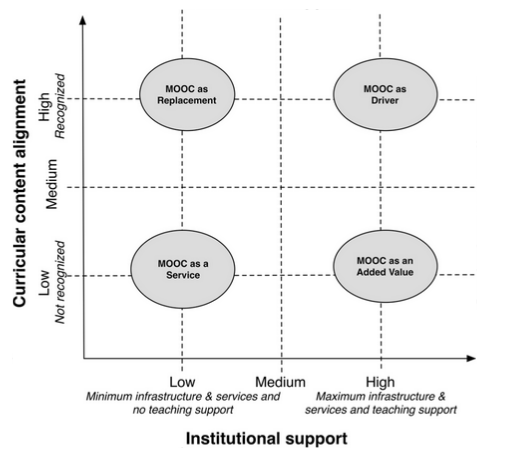 Curricular content alignment
High
Recognized
Medium
Low
Not recognized
MOOC as
Replacement
MOOC as
Driver
MOOC as a
Service
MOOC as an
Added Value
Low
Minimum infrastructure & services and
no teaching support
Medium
High
Maximum infrastructure &
services and teaching support
Institutional support